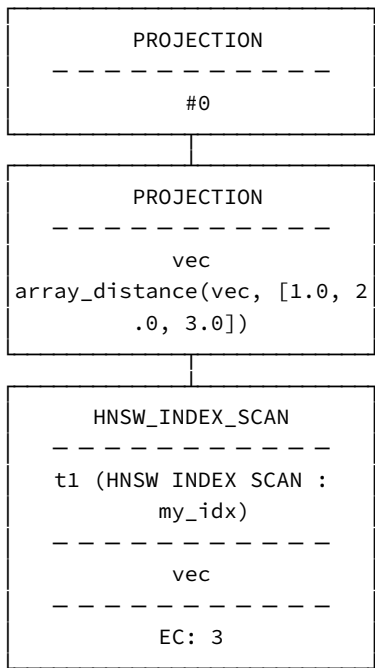 PROJECTION
#0
PROJECTION
vec
array_distance(vec, [1.0, 2
.0, 3.0])
HNSW_INDEX_SCAN
t1 (HNSW INDEX SCAN :
my_idx)
vec
EC: 3